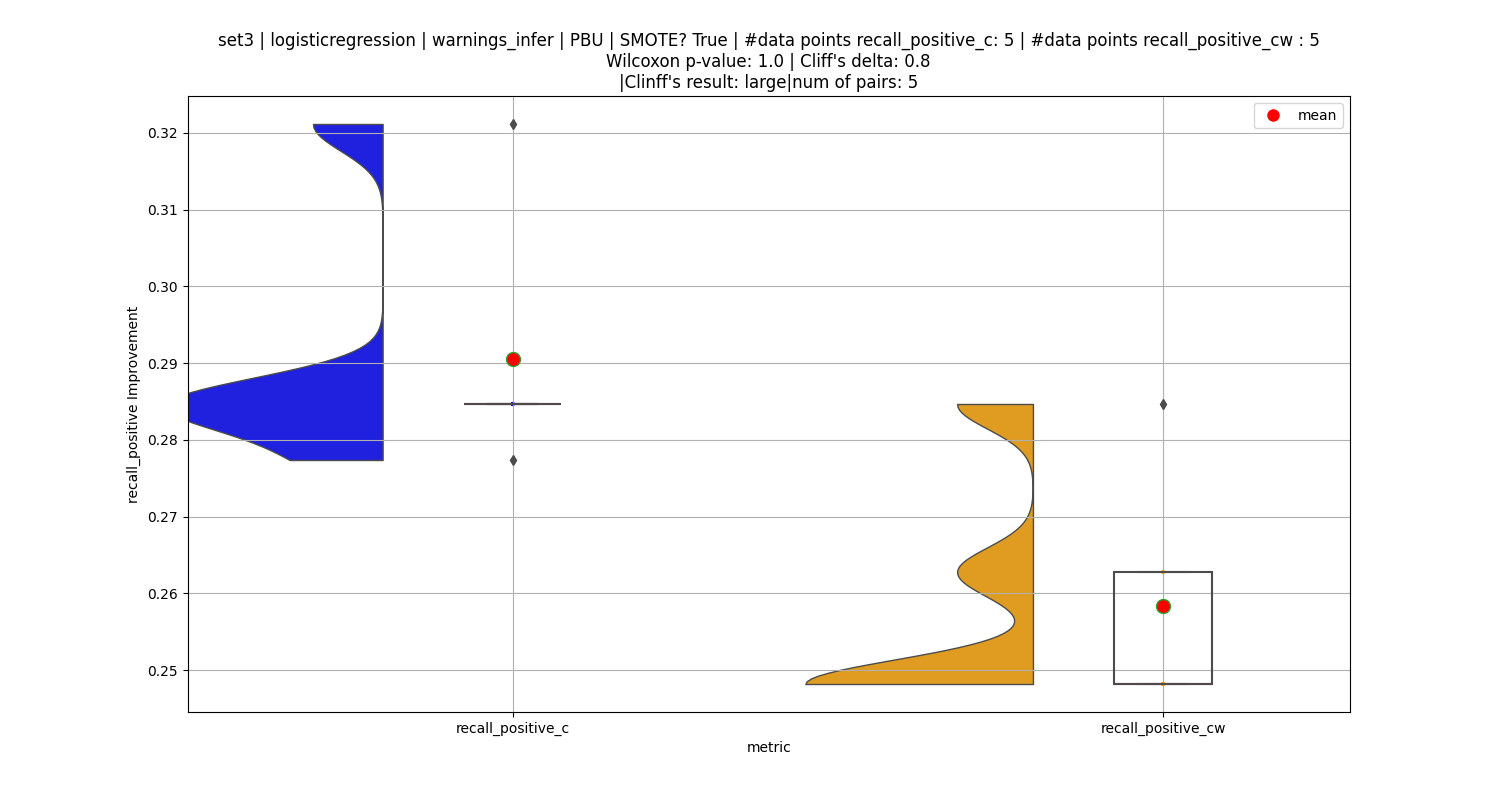 set3 | logisticregression | warnings_infer | PBU | SMOTE? True | #data points recall_positive_c: 5 | #data points recall_positive_cw : 5
Wilcoxon p-value: 1.0 | Cliff's delta: 0.8
|Clinff's result: large|num of pairs: 5
mean
0.32
0.31
0.30
0.29
0.28
0.27
0.26
0.25
recall_positive Improvement
recall_positive_c
recall_positive_cw
metric